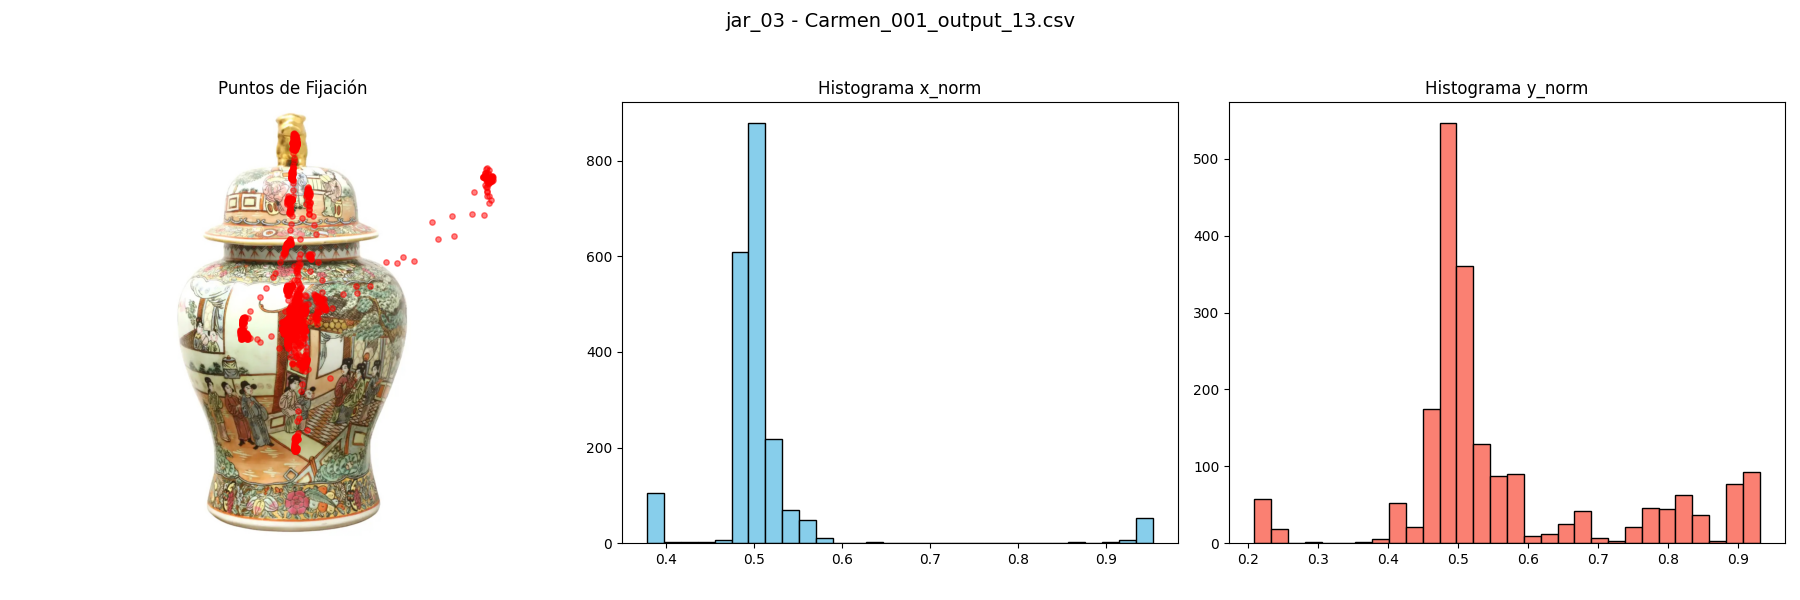 jar_03 - Carmen_001_output_13.csv
Puntos de Fijación
Histograma x_norm
800
600
400
200
0
0.4 0.5 0.6 0.7 0.8 0.9
Histograma y_norm
500
400
300
200
100
0
0.2 0.3 0.4 0.5 0.6 0.7 0.8 0.9